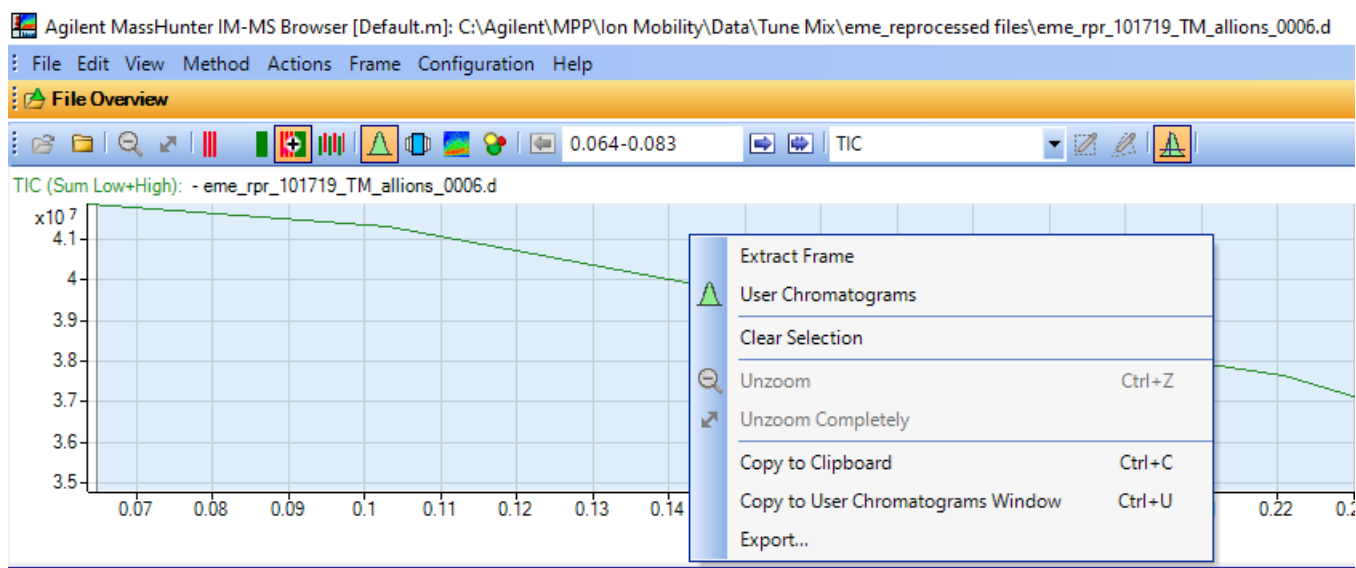 Agilent MassHunter IM-MS Browser [Default.m]: C:\Agilent\MPP\Ion Mobility\Data\Tune Mix\eme_reprocessed files\eme_rpr_101719_TM_allions_0006.d
File Edit View Method Actions Frame Configuration Help
File Overview
0.064-0.083 TIC
TIC (Sum Low+High): - eme_rpr_101719_TM_allions_0006.d
x10 7
4.1
4
3.9
3.8
3.7
3.6
3.5
Extract Frame
User Chromatograms
Clear Selection
Unzoom Ctrl+Z
Unzoom Completely
Copy to Clipboard Ctrl+C
Copy to User Chromatograms Window Ctrl+U
Export...
0.07 0.08 0.09 0.1 0.11 0.12 0.13 0.14 0.22